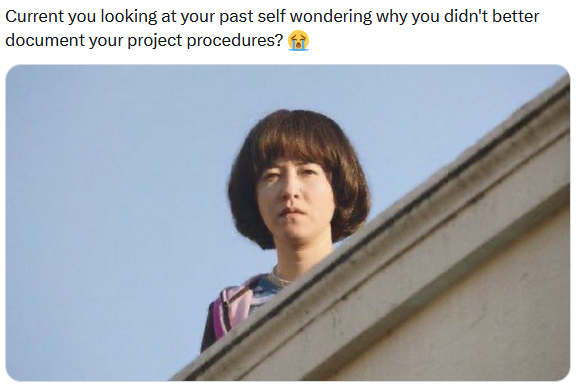 Current you looking at your past self wondering why you didn't better
document your project procedures? 😭